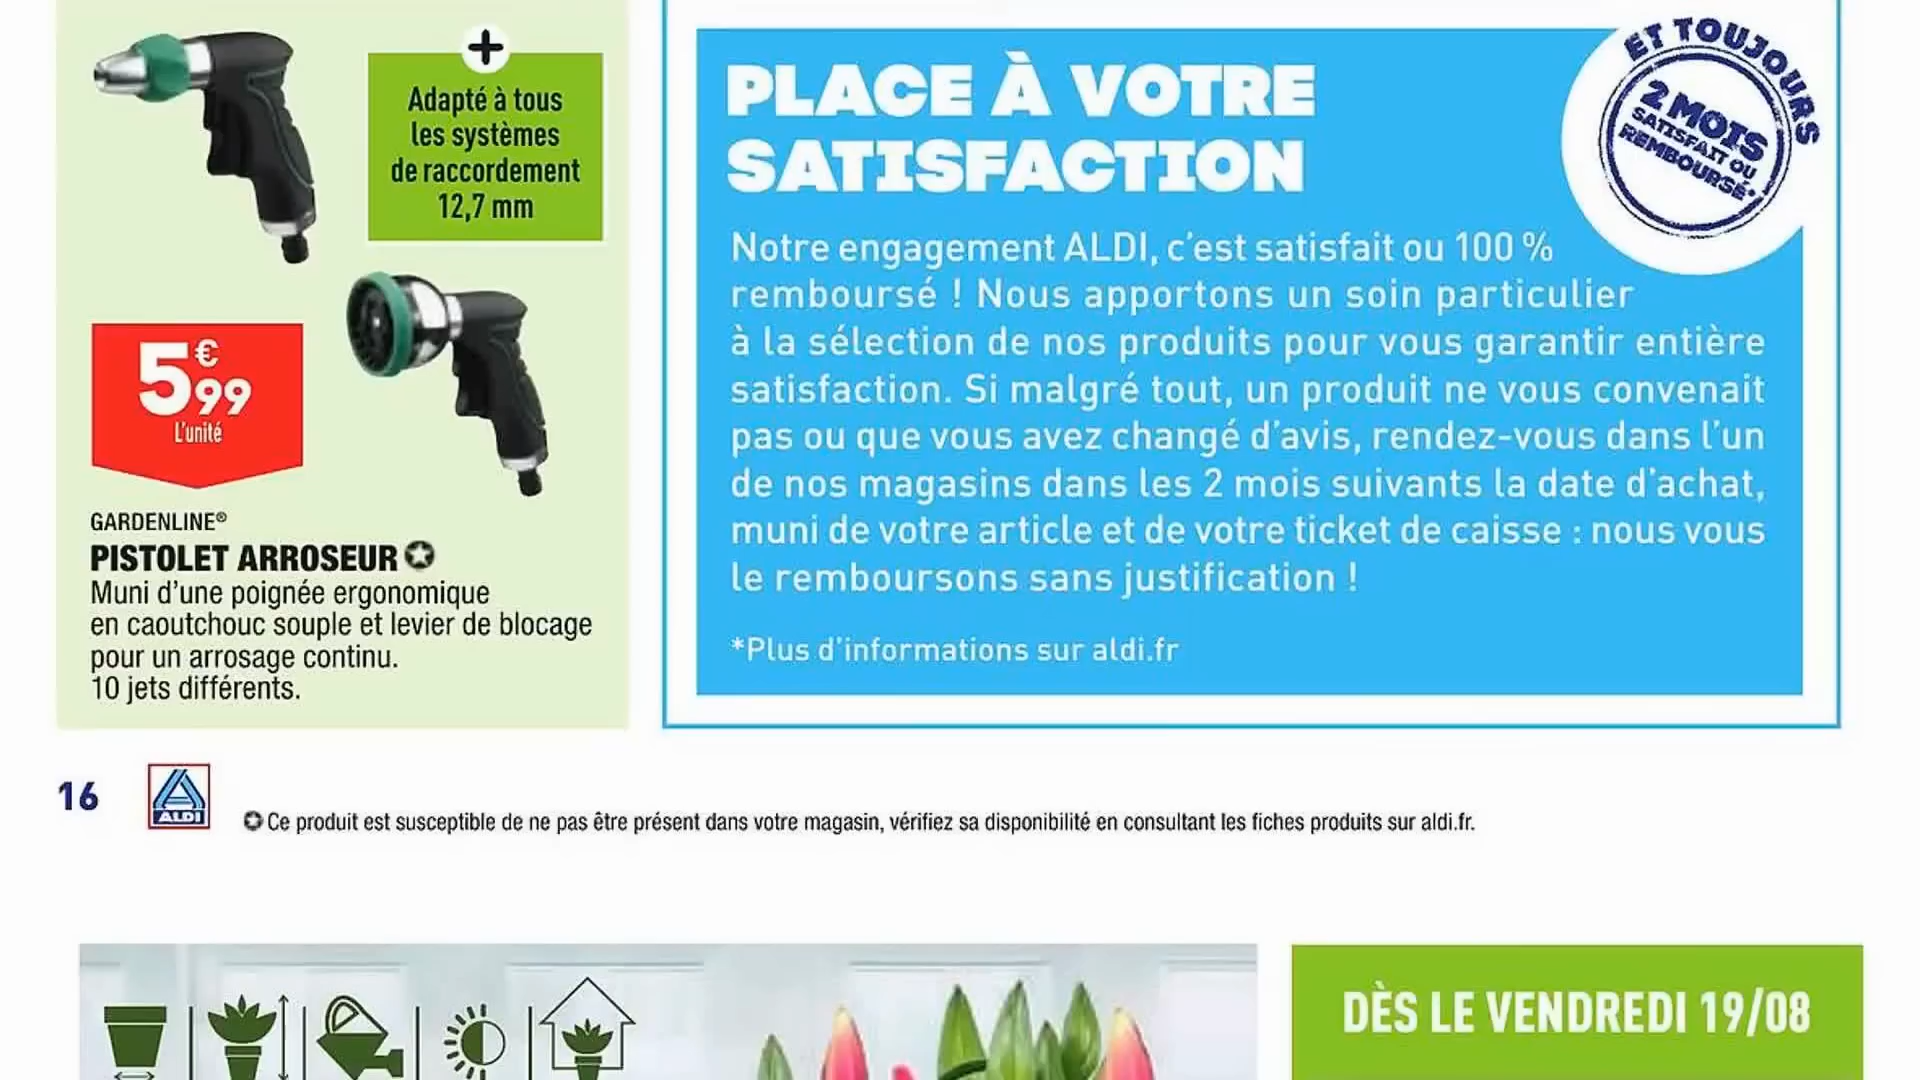 +
Adapté à tous
les systèmes
de raccordement
12,7 mm
5€99
L'unité
GARDENLINE®
PISTOLET ARROSEUR
Muni d'une poignée ergonomique
en caoutchouc souple et levier de blocage
pour un arrosage continu.
10 jets différents.
PLACE À VOTRE
SATISFACTION
ET TOUJOURS
2 MOIS
SATISFAIT OU
REMBOURSÉ*
Notre engagement ALDI, c'est satisfait ou 100 %
remboursé ! Nous apportons un soin particulier
à la sélection de nos produits pour vous garantir entière
satisfaction. Si malgré tout, un produit ne vous convenait
pas ou que vous avez changé d'avis, rendez-vous dans l'un
de nos magasins dans les 2 mois suivants la date d'achat,
muni de votre article et de votre ticket de caisse : nous vous
le remboursons sans justification !
*Plus d'informations sur aldi.fr
16
ALDI
✪ Ce produit est susceptible de ne pas être présent dans votre magasin, vérifiez sa disponibilité en consultant les fiches produits sur aldi.fr.
DÈS LE VENDREDI 19/08